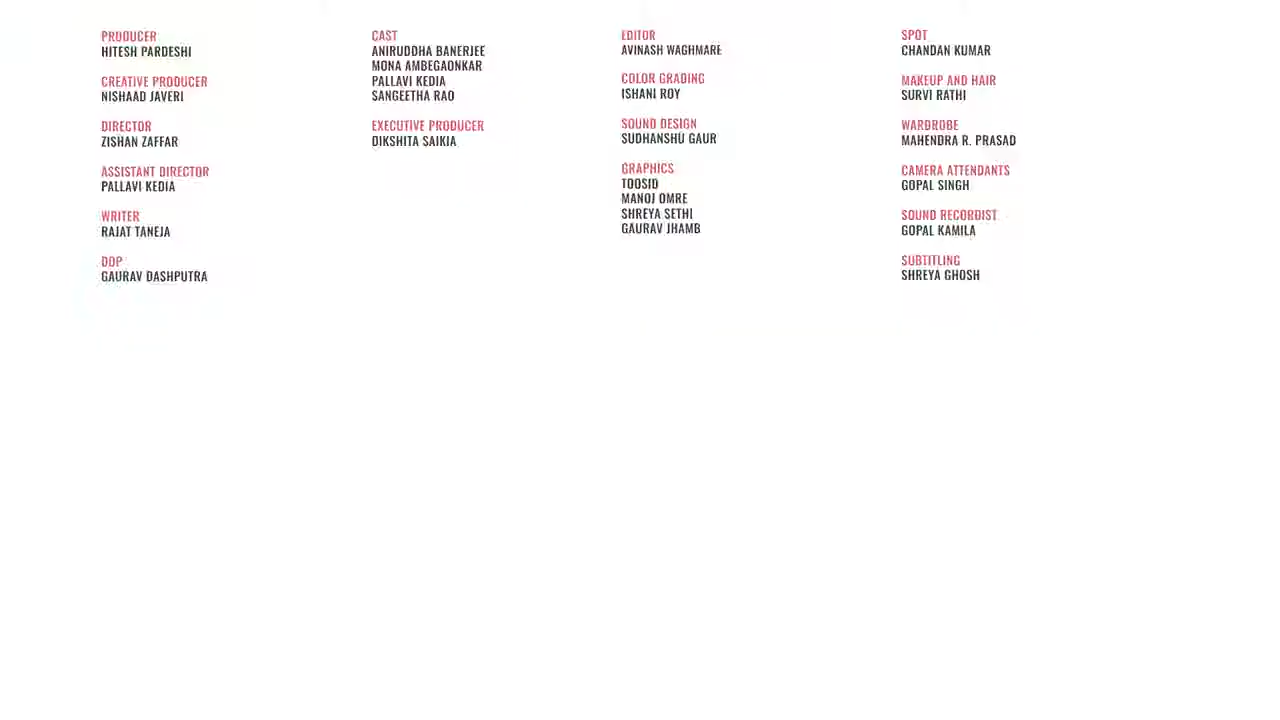 PRODUCER
HITESH PARDESHI
CREATIVE PRODUCER
NISHAAD JAVERI
DIRECTOR
ZISHAN ZAFFAR
ASSISTANT DIRECTOR
PALLAVI KEDIA
WRITER
RAJAT TANEJA
DOP
GAURAV DASHPUTRA
CAST
ANIRUDDHA BANERJEE
MONA AMBEGAONKAR
PALLAVI KEDIA
SANGEETHA RAO
EXECUTIVE PRODUCER
DIKSHITA SAIKIA
EDITOR
AVINASH WAGHMARE
COLOR GRADING
ISHANI ROY
SOUND DESIGN
SUDHANSHU GAUR
GRAPHICS
TOOSID
MANOJ OMRE
SHREYA SETHI
GAURAV JHAMB
SPOT
CHANDAN KUMAR
MAKEUP AND HAIR
SURVI RATHI
WARDROBE
MAHENDRA R. PRASAD
CAMERA ATTENDANTS
GOPAL SINGH
SOUND RECORDIST
GOPAL KAMILA
SUBTITLING
SHREYA GHOSH